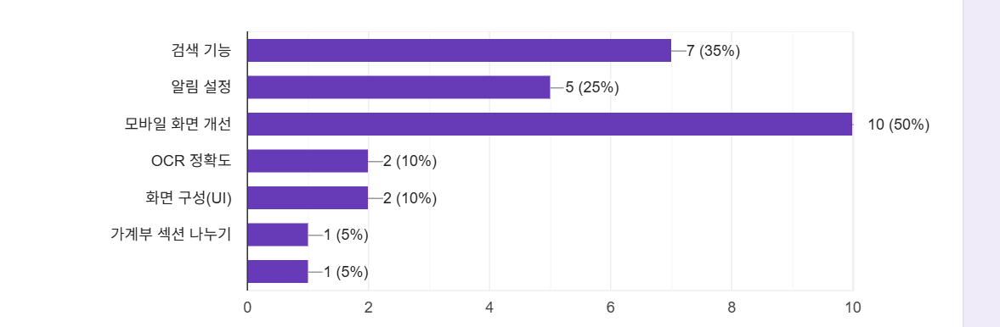 검색 기능
7 (35%)
알림 설정
5 (25%)
모바일 화면 개선
10 (50%)
OCR 정확도
2 (10%)
화면 구성(UI)
2 (10%)
가계부 섹션 나누기
1 (5%)
1 (5%)
0 2 4 6 8 10